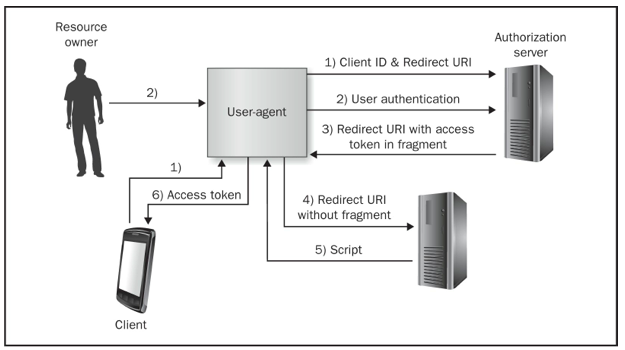 Resource
owner
Authorization
server
1) Client ID & Redirect URI
2)
User-agent
2) User authentication
3) Redirect URI with access
token in fragment
1)
6) Access token
4) Redirect URI
without fragment
5) Script
Client